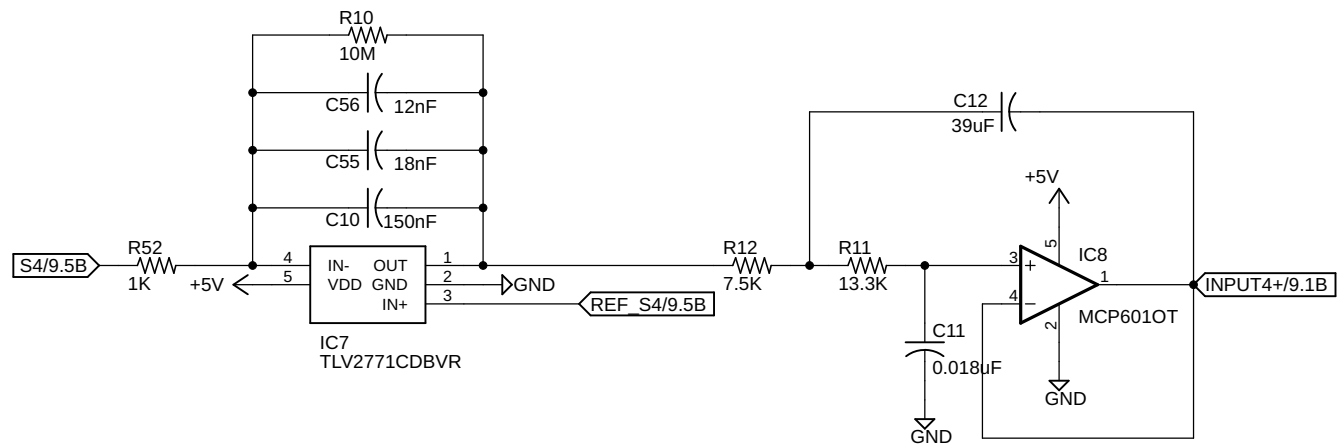 R10
10M
C56 12nF
C55 18nF
C10 150nF
S4/9.5B
R52
1K
+5V
4 IN- OUT 1
5 VDD GND 2
IN+ 3
GND
REF_S4/9.5B
IC7
TLV2771CDBVR
R12
7.5K
R11
13.3K
C12
39uF
+5V
5
IC8
3 +
1
4 −
2
MCP601OT
INPUT4+/9.1B
C11
0.018uF
GND
GND